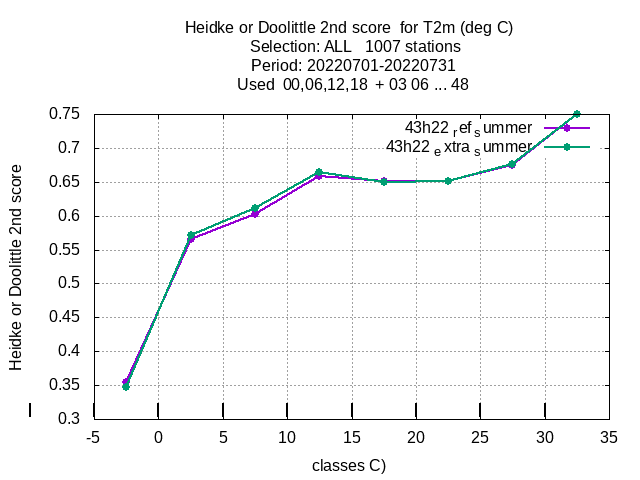 Heidke or Doolittle 2nd score  for T2m (deg C)
Selection: ALL   1007 stations
Period: 20220701-20220731
Used  00,06,12,18  + 03 06 ... 48
43h22 ref summer
43h22 extra summer
Heidke or Doolittle 2nd score
0.75
0.7
0.65
0.6
0.55
0.5
0.45
0.4
0.35
0.3
-5 0 5 10 15 20 25 30 35
classes C)